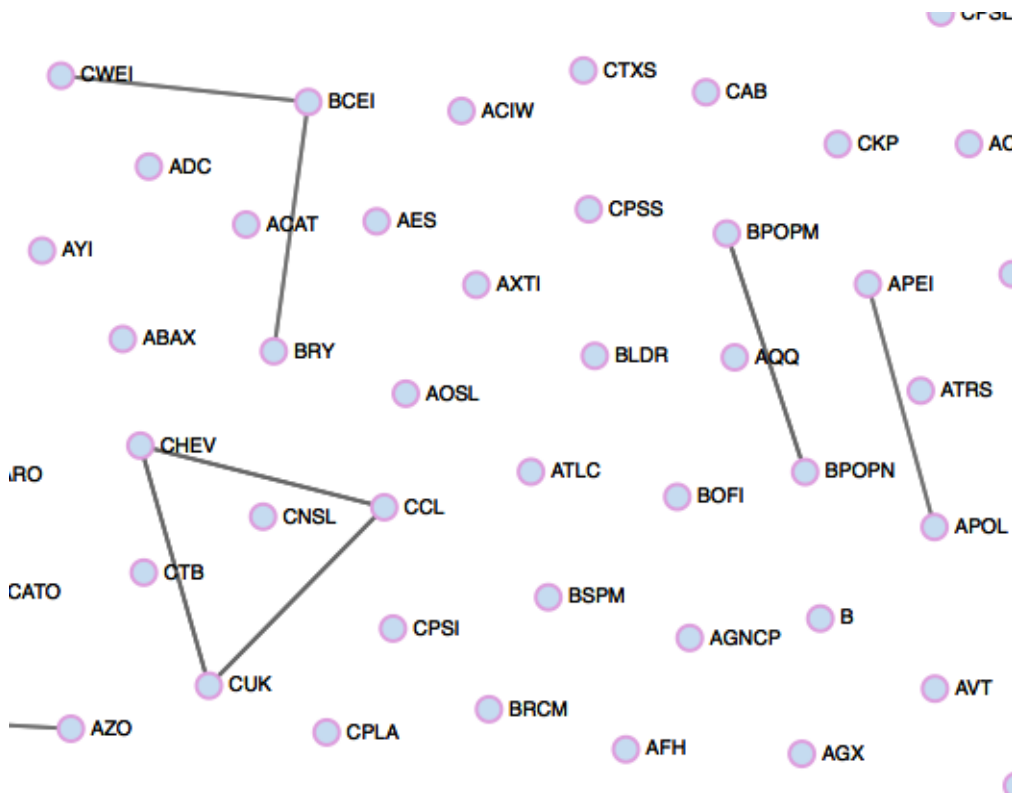 CWEI
BCEI
CTXS
CAB
ACIW
CKP
ADC
CPSS
ACAT
AES
BPOPM
AYI
AXTI
APEI
ABAX
BRY
BLDR
AQQ
AOSL
ATRS
CHEV
ATLC
BPOPN
BOFI
CCL
CNSL
APOL
CTB
CATO
BSPM
B
CPSI
AGNCP
CUK
AVT
BRCM
AZO
CPLA
AFH
AGX